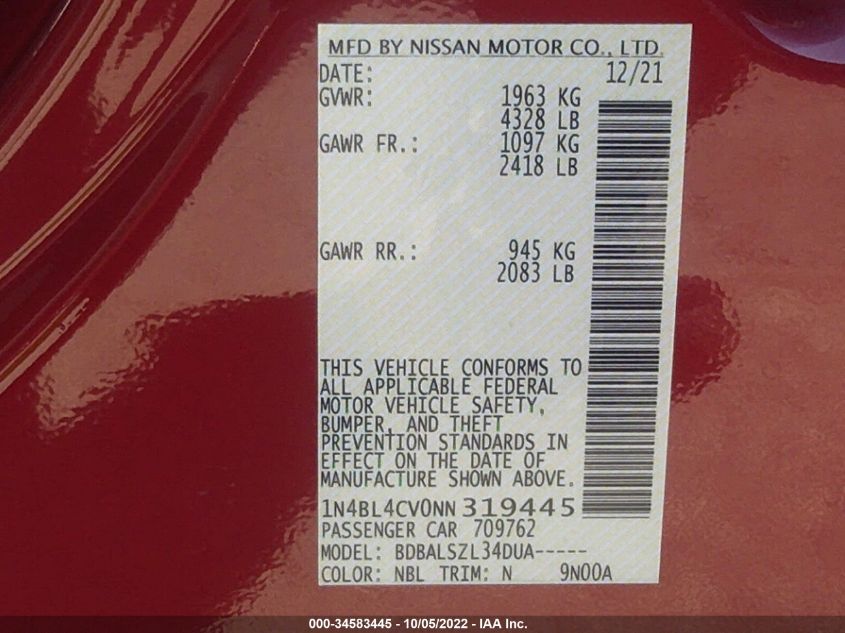 MFD BY NISSAN MOTOR CO., LTD.
DATE: 12/21
GVWR: 1963 KG
4328 LB
GAWR FR.: 1097 KG
2418 LB
GAWR RR.: 945 KG
2083 LB
THIS VEHICLE CONFORMS TO
ALL APPLICABLE FEDERAL
MOTOR VEHICLE SAFETY,
BUMPER, AND THEFT
PREVENTION STANDARDS IN
EFFECT ON THE DATE OF
MANUFACTURE SHOWN ABOVE.
1N4BL4CV0NN 319445
PASSENGER CAR 709762
MODEL: BDBALSZL34DUA-----
COLOR: NBL TRIM: N 9N00A
000-34583445 - 10/05/2022 - IAA Inc.